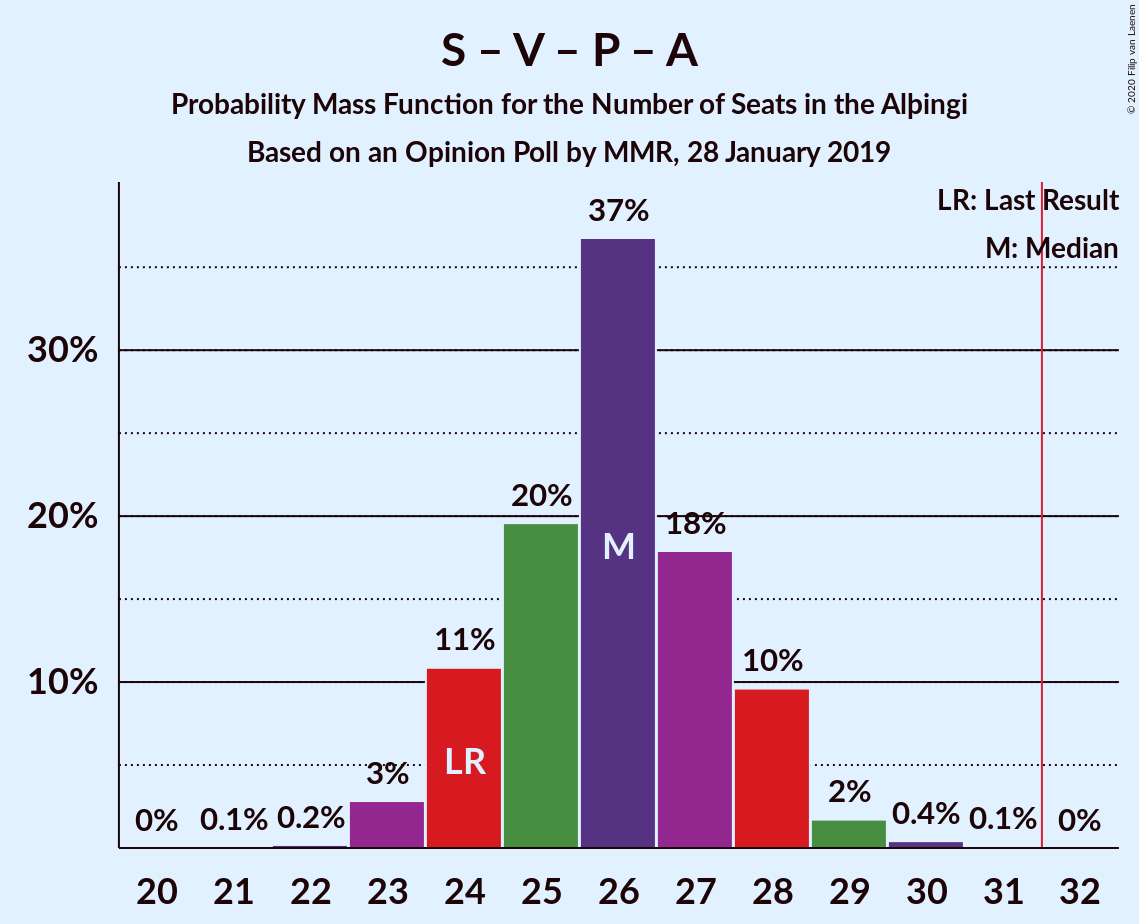 S – V – P – A
Probability Mass Function for the Number of Seats in the Alþingi
Based on an Opinion Poll by MMR, 28 January 2019
© 2020 Filip van Laenen
LR: Last Result
M: Median
37%
30%
20%
20%
18%
M
11%
10%
10%
LR
3%
2%
0%
0.1%
0.2%
0.4%
0.1%
0%
20 21 22 23 24 25 26 27 28 29 30 31 32